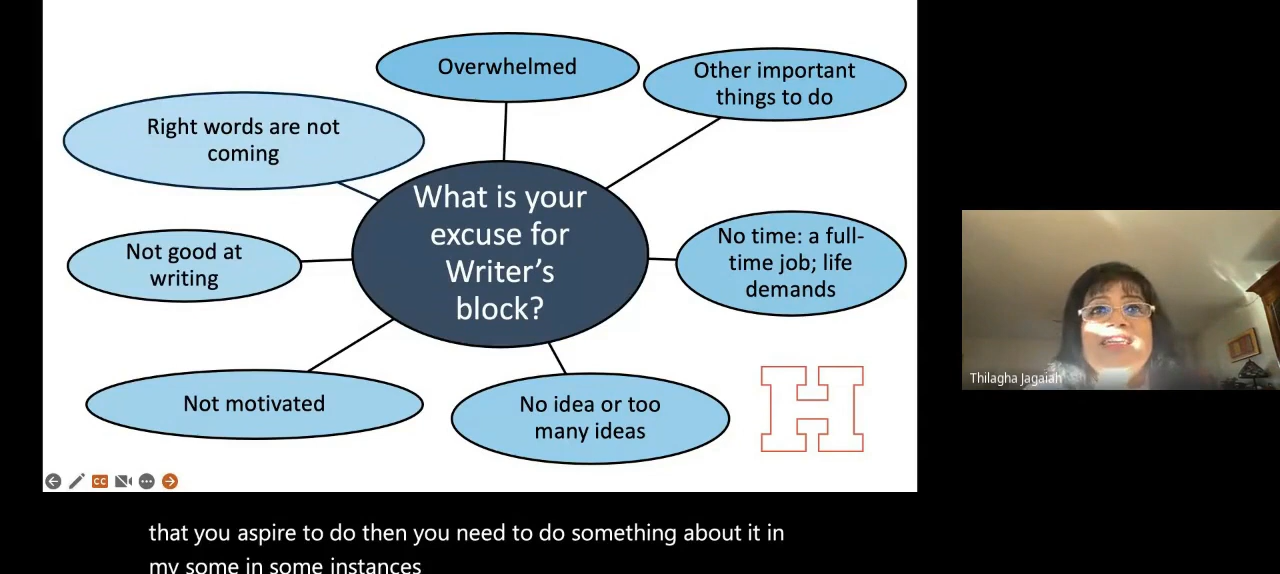 Overwhelmed
Other important
things to do
Right words are not
coming
What is your
excuse for
Writer's
block?
No time: a full-
time job; life
demands
Not good at
writing
Not motivated
No idea or too
many ideas
H
CC
Thilagha Jagaiah
that you aspire to do then you need to do something about it in
my some in some instances